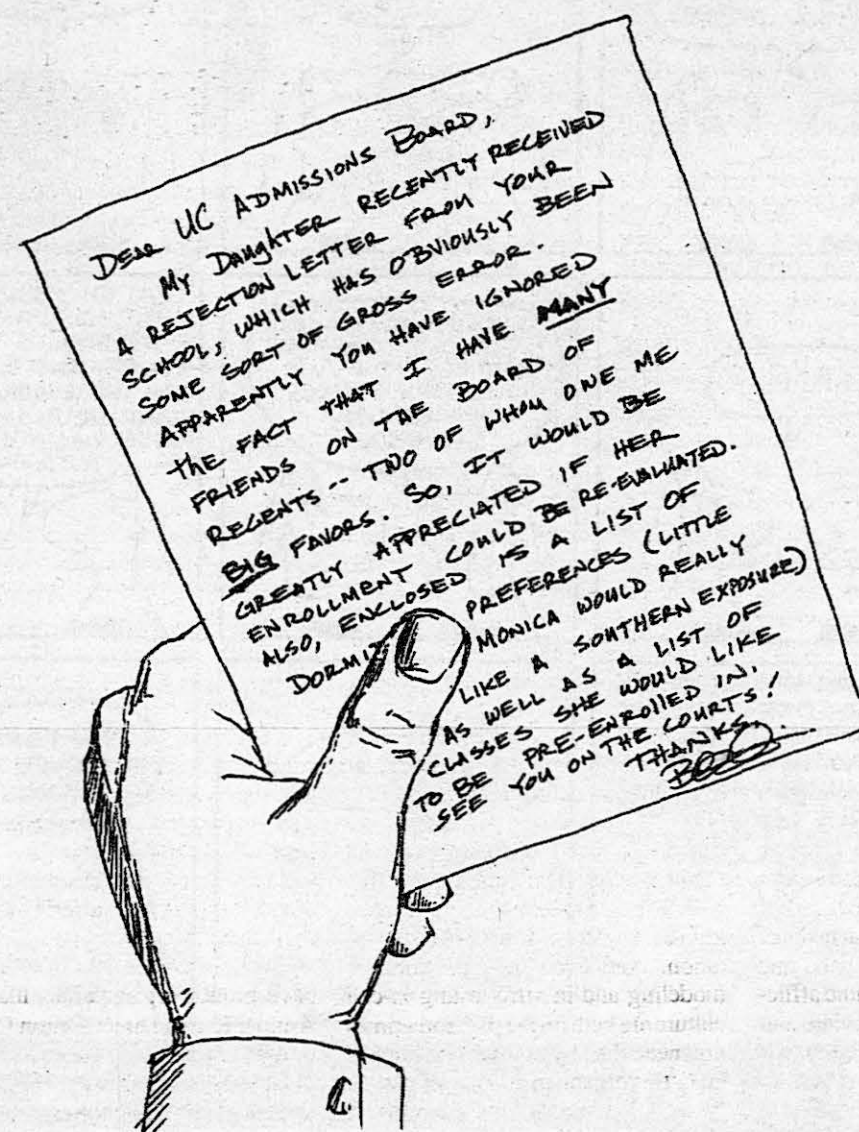 DEAR UC ADMISSIONS BOARD,
MY DAUGHTER RECENTLY RECEIVED
A REJECTION LETTER FROM YOUR
SCHOOL, WHICH HAS OBVIOUSLY BEEN
SOME SORT OF GROSS ERROR.
APPARENTLY YOU HAVE IGNORED
THE FACT THAT I HAVE MANY
FRIENDS ON THE BOARD OF
REGENTS -- TWO OF WHOM ONE ME
BIG FAVORS. SO, IT WOULD BE
GREATLY APPRECIATED IF HER
ENROLLMENT COULD BE RE-EVALUATED.
ALSO, ENCLOSED IS A LIST OF
DORMI PREFERENCES (LITTLE
MONICA WOULD REALLY
LIKE A SOUTHERN EXPOSURE)
AS WELL AS A LIST OF
CLASSES SHE WOULD LIKE
TO BE PRE-ENROLLED IN.
SEE YOU ON THE COURTS!
THANKS,